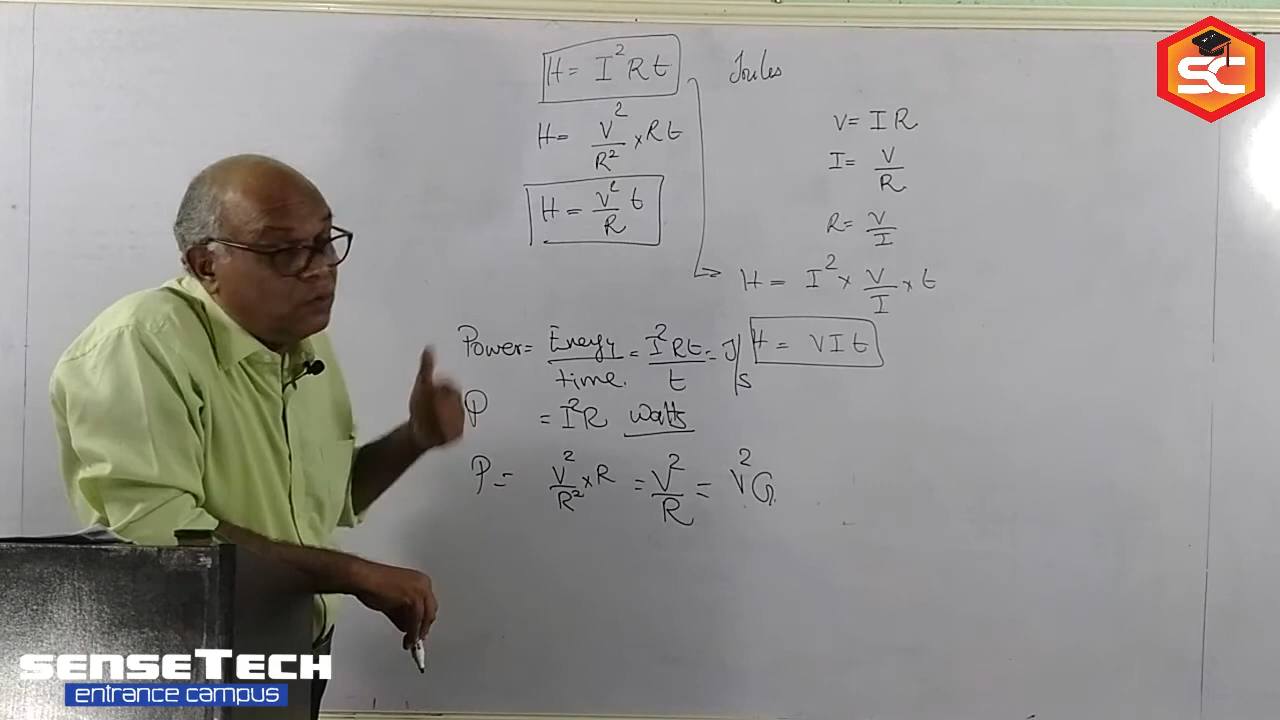 SC
H = I²Rt Joules
H = V²/R² × Rt
H = V²/R t
V = IR
I = V/R
R = V/I
H = I² × V/I × t
H = VIt
Power = Energy/time. = I²Rt/t = J/s
P = I²R watts
P = V²/R² × R = V²/R = V²G
SENSETECH
entrance campus